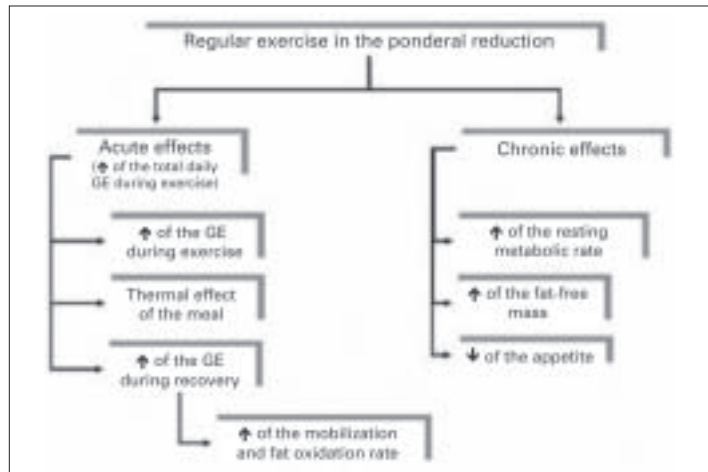 Regular exercise in the ponderal reduction
Acute effects
(↑ of the total daily
GE during exercise)
↑ of the GE
during exercise
Thermal effect
of the meal
↑ of the GE
during recovery
↑ of the mobilization
and fat oxidation rate
Chronic effects
↑ of the resting
metabolic rate
↑ of the fat-free
mass
↓ of the appetite